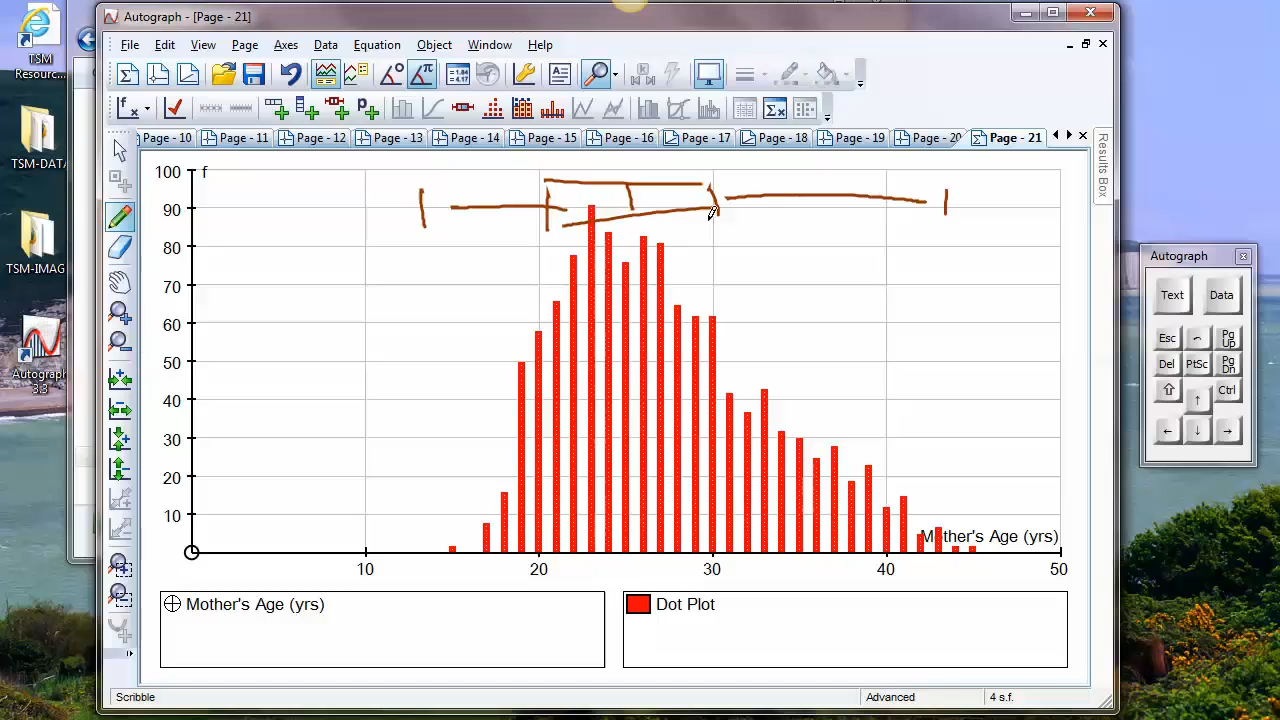 TSM
Resourc...
TSM-DATA
TSM-IMAG
Autograph
3.3
Autograph - [Page - 21]
File Edit View Page Axes Data Equation Object Window Help
Page - 10 Page - 11 Page - 12 Page - 13 Page - 14 Page - 15 Page - 16 Page - 17 Page - 18 Page - 19 Page - 20 Page - 21
Results Box
100 f
90
80
70
60
50
40
30
20
10
Mother's Age (yrs)
10 20 30 40 50
Mother's Age (yrs)
Dot Plot
Scribble Advanced 4 s.f.
Autograph
Text Data
Esc Pg Up
Del PtSc Pg Dn
Ctrl